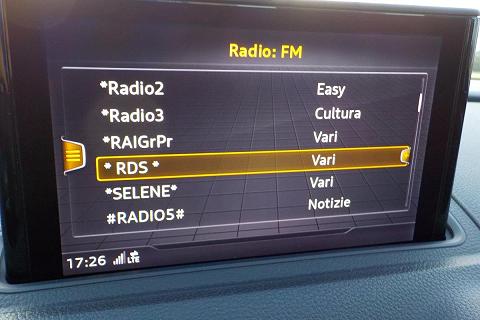 Radio: FM
*Radio2 Easy
*Radio3 Cultura
*RAIGrPr Vari
* RDS * Vari
*SELENE* Vari
#RADIO5# Notizie
17:26 LTE